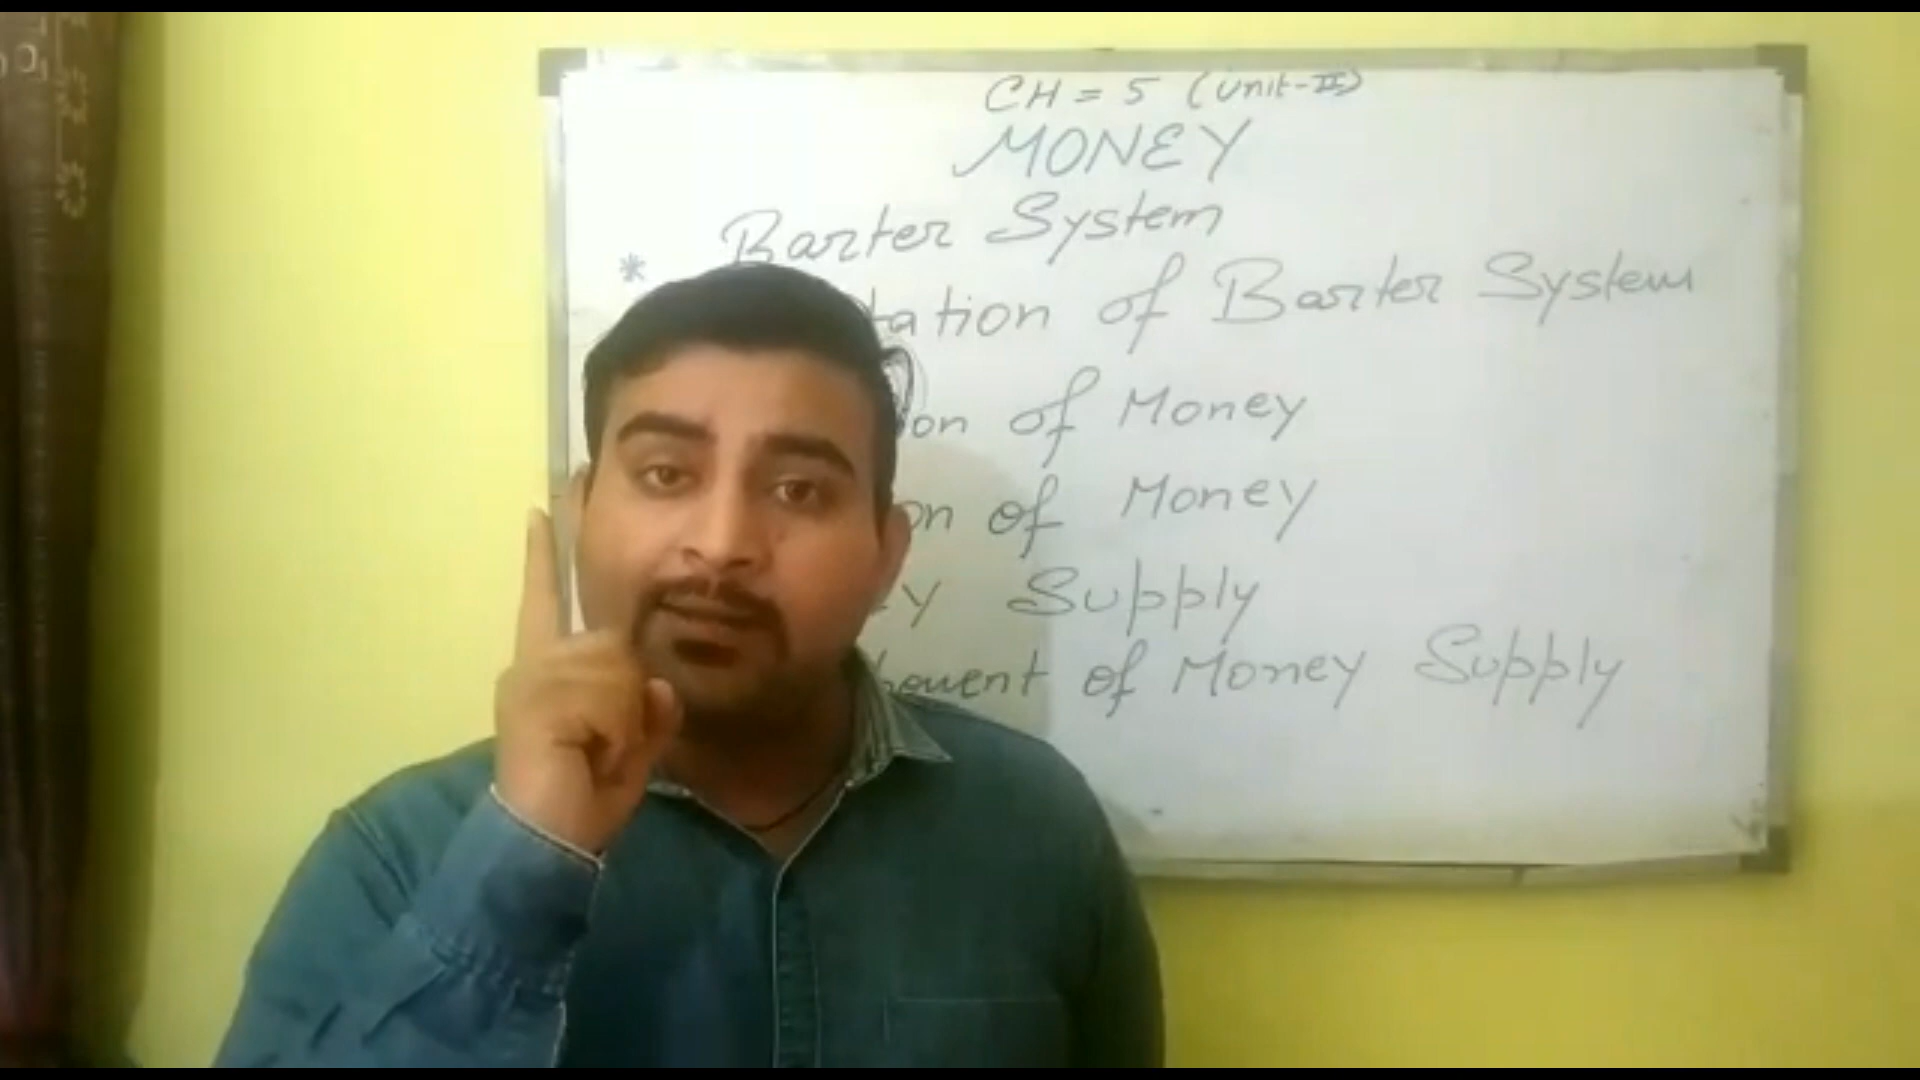 CH = 5 (Unit-II)
MONEY
* Barter System
tation of Barter System
on of Money
on of Money
y Supply
onent of Money Supply